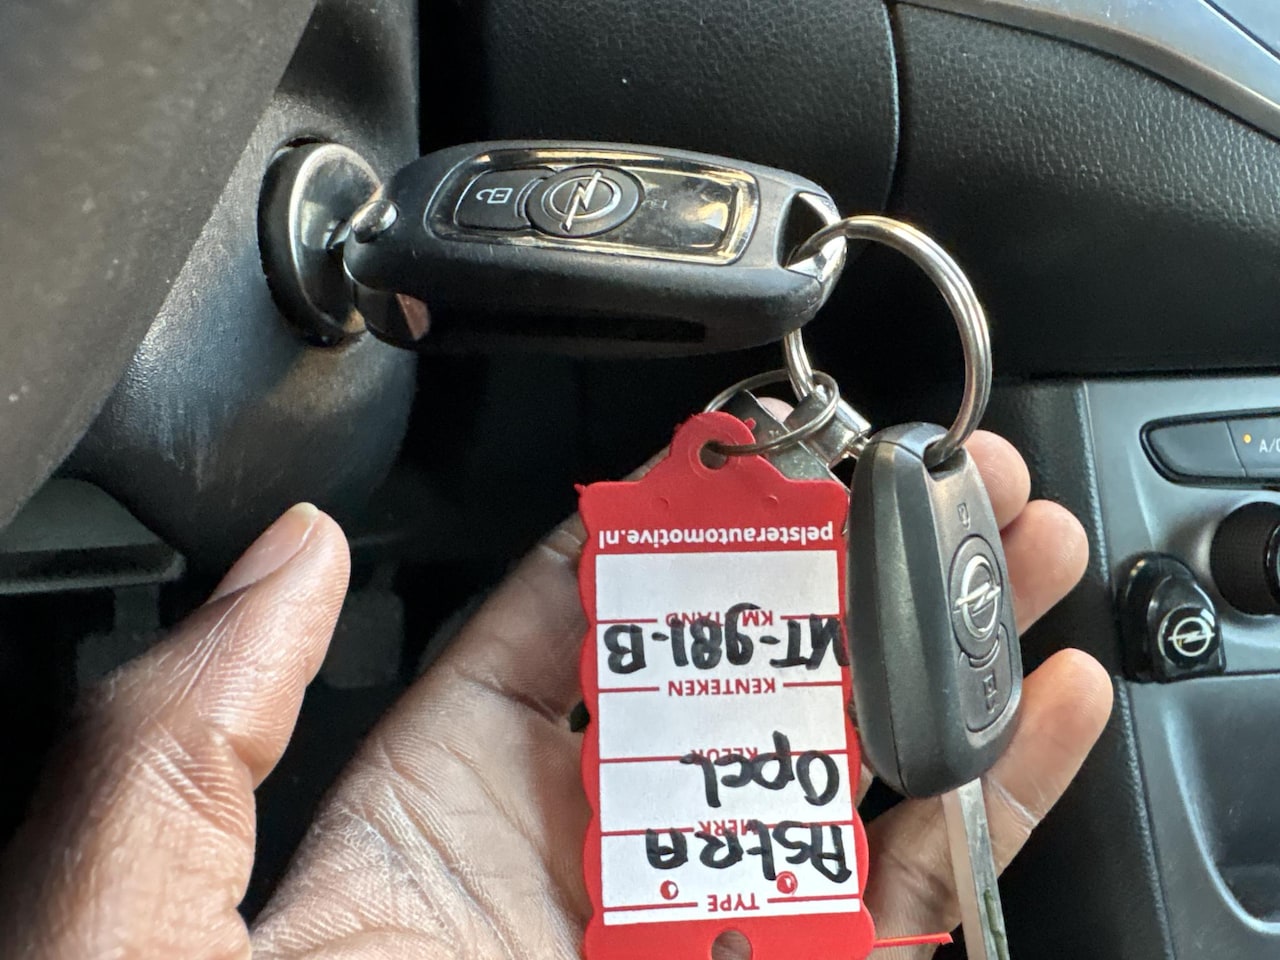 TYPE
AStRA
MERK
Opel
KLEUR
KENTEKEN
NT-981-B
KM STAND
pelsterautomotive.nl
A/C